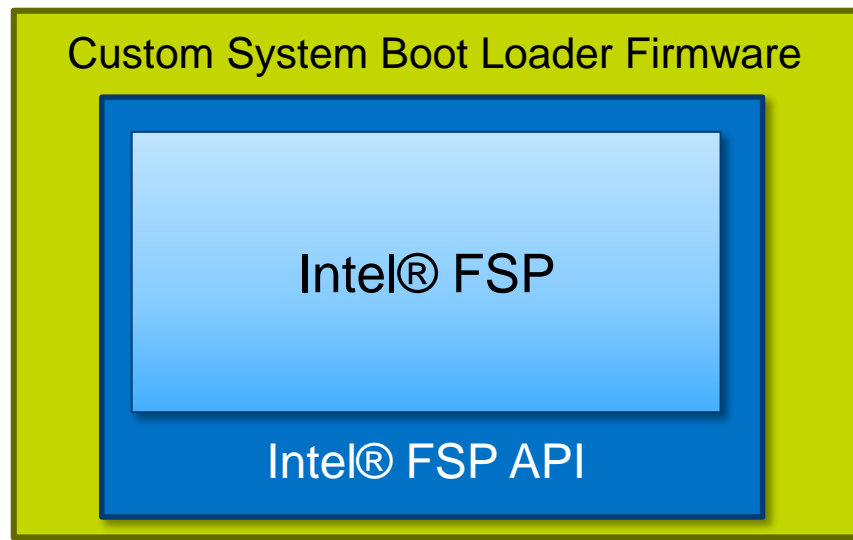 Custom System Boot Loader Firmware
Intel® FSP
Intel® FSP API